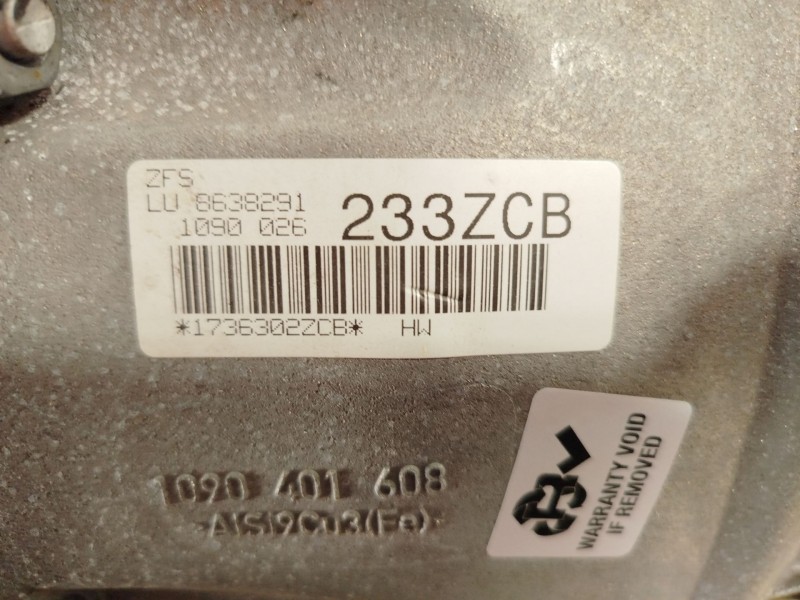 ZFS
LU 8638291
1090 026
233ZCB
*1736302ZCB* HW
1090 401 608
AlSi9Cu3(Fe)
WARRANTY VOID
IF REMOVED